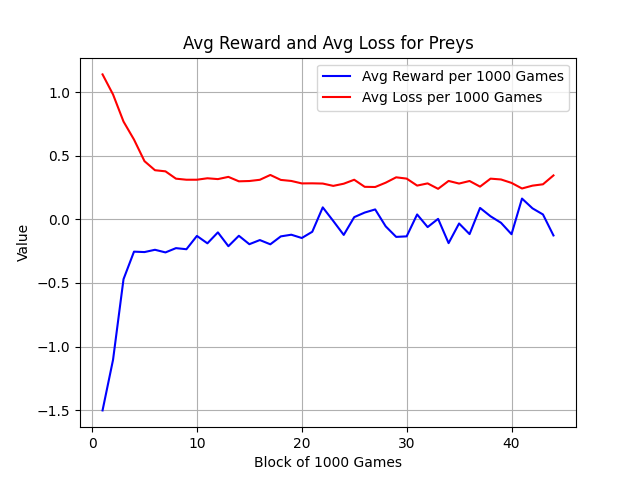 Avg Reward and Avg Loss for Preys
Avg Reward per 1000 Games
Avg Loss per 1000 Games
1.0
0.5
0.0
−0.5
−1.0
−1.5
Value
0 10 20 30 40
Block of 1000 Games